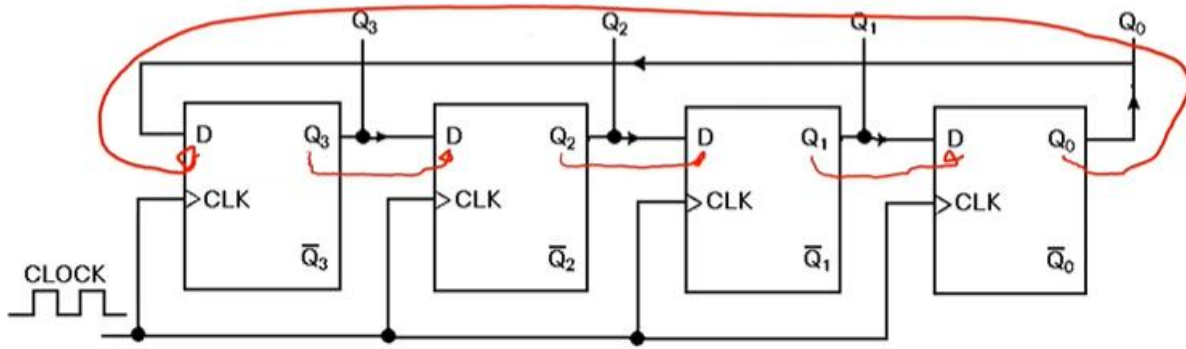 Q3 Q2 Q1 Q0
D Q3 D Q2 D Q1 D Q0
CLK CLK CLK CLK
Q̅3 Q̅2 Q̅1 Q̅0
CLOCK